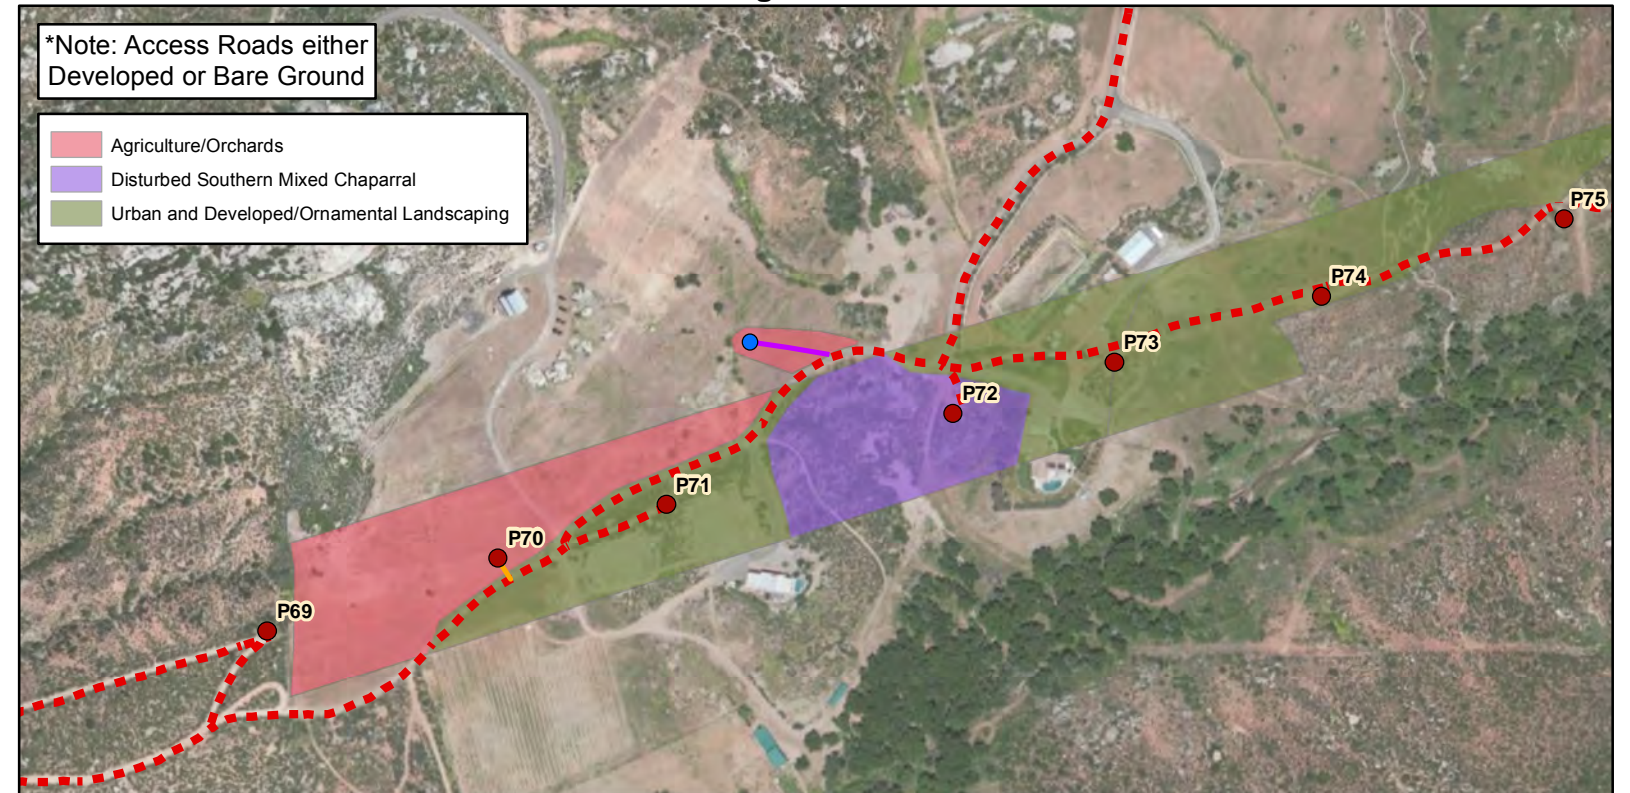 *Note: Access Roads either
Developed or Bare Ground
Agriculture/Orchards
Disturbed Southern Mixed Chaparral
Urban and Developed/Ornamental Landscaping
P75
P74
P73
P72
P71
P70
P69